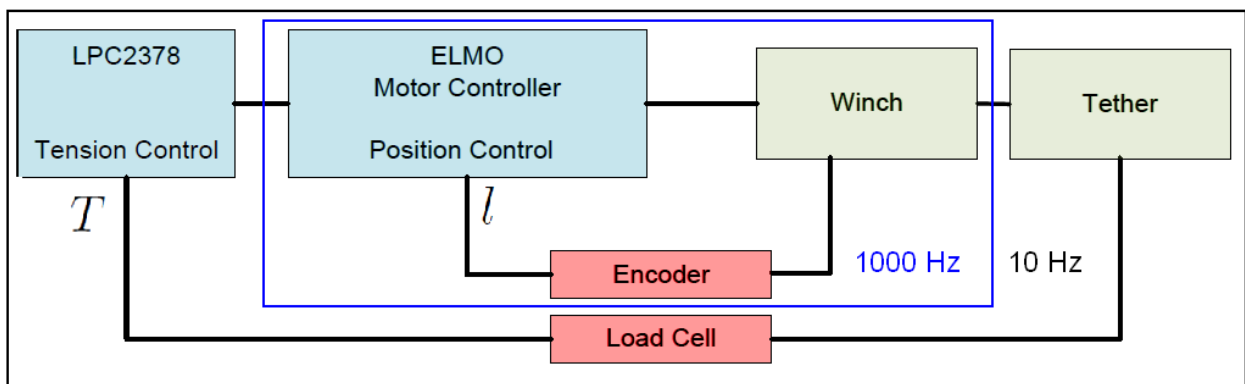 LPC2378
Tension Control
ELMO
Motor Controller
Position Control
Winch
Tether
T
l
Encoder
1000 Hz
10 Hz
Load Cell